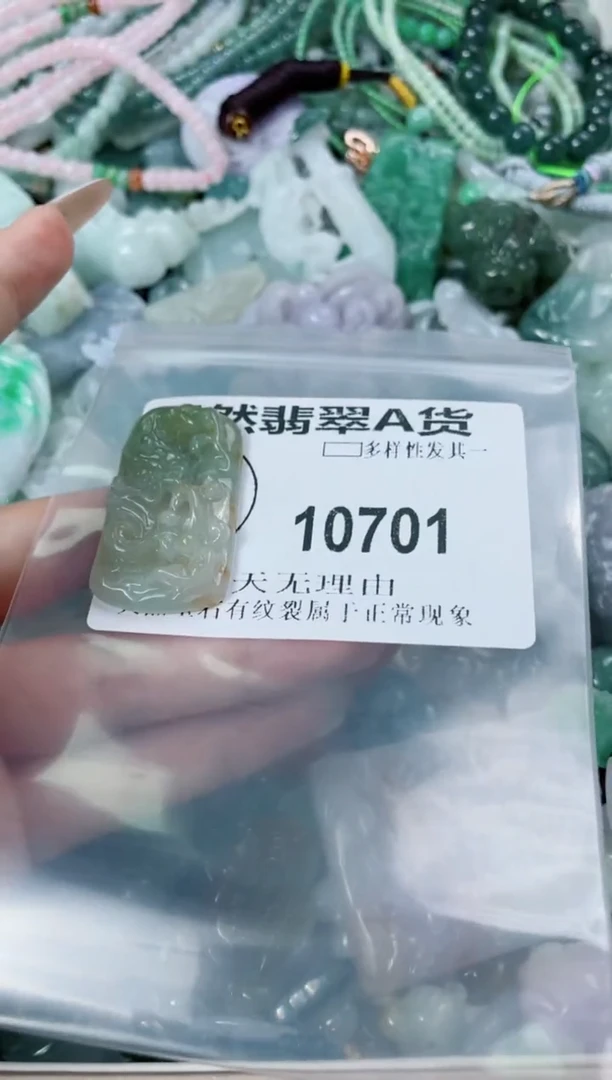 然翡翠A货
多样性发其一
10701
天无理由
石有纹裂属于正常现象